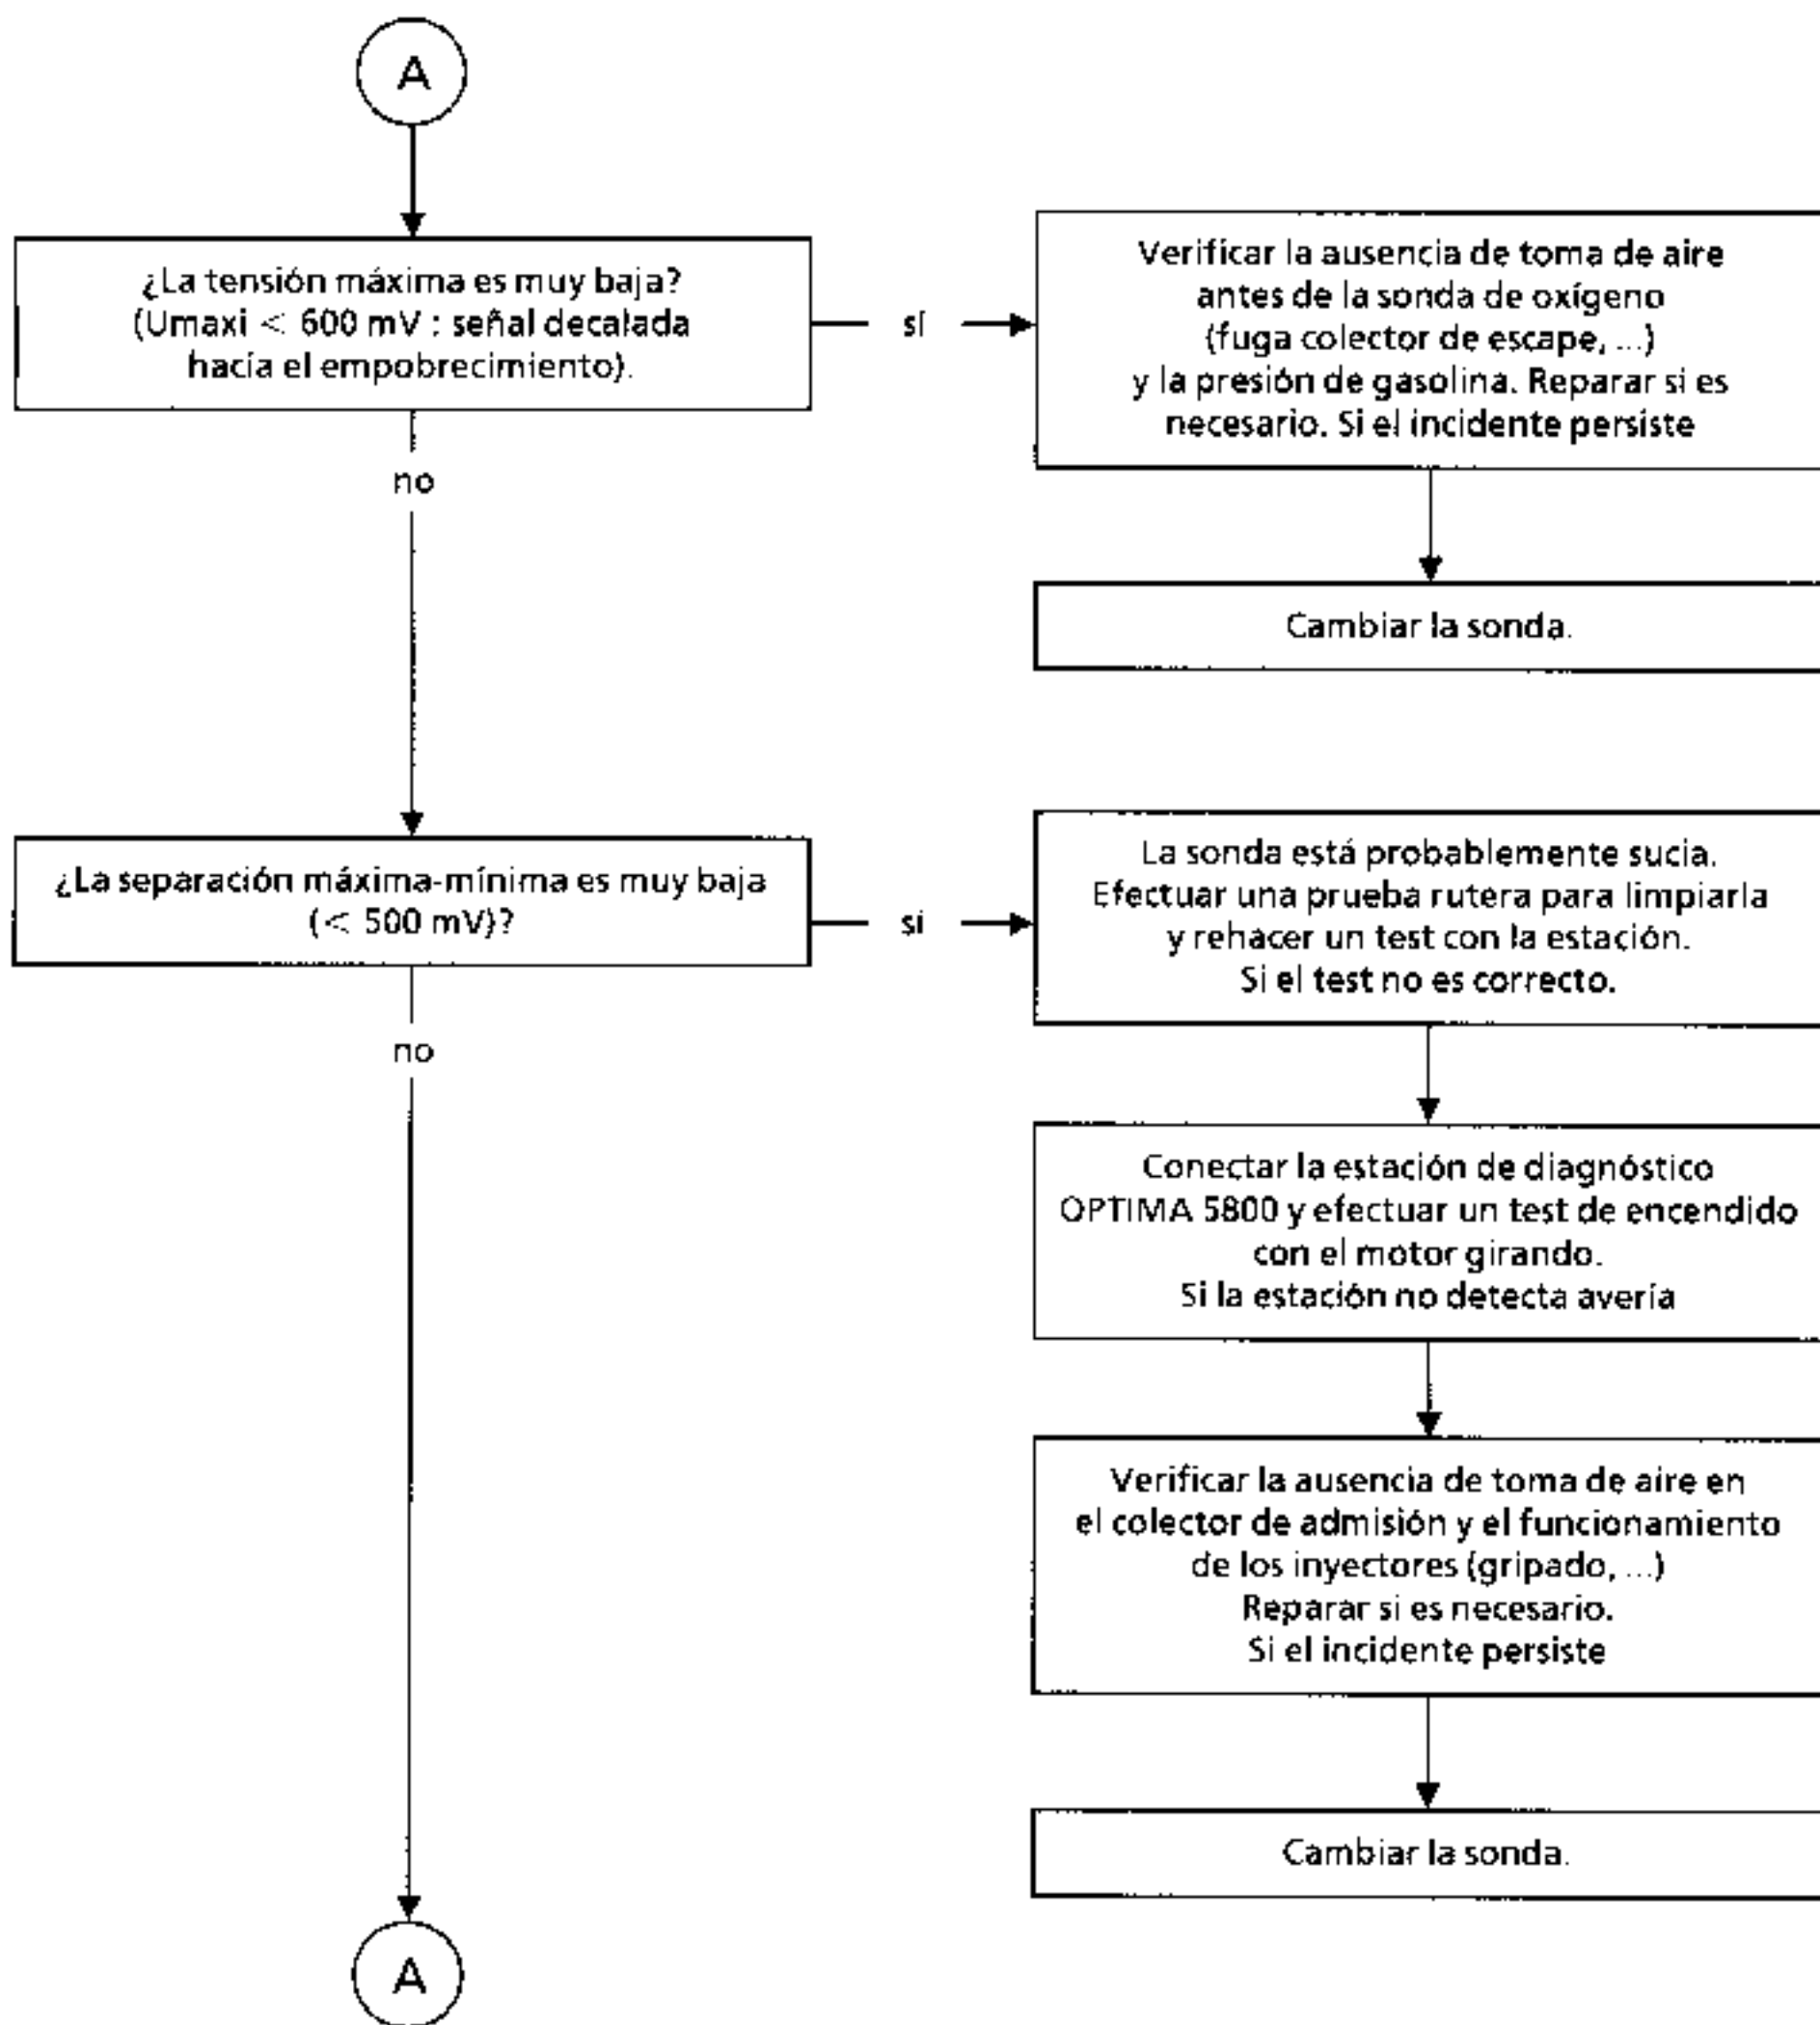 A
¿La tensión máxima es muy baja?
(Umaxi < 600 mV : señal decalada
hacía el empobrecimiento).
sí
Verificar la ausencia de toma de aire
antes de la sonda de oxígeno
(fuga colector de escape, ...)
y la presión de gasolina. Reparar si es
necesario. Si el incidente persiste
no
Cambiar la sonda.
¿La separación máxima-mínima es muy baja
(< 500 mV)?
si
La sonda está probablemente sucia.
Efectuar una prueba rutera para limpiarla
y rehacer un test con la estación.
Si el test no es correcto.
no
Conectar la estación de diagnóstico
OPTIMA 5800 y efectuar un test de encendido
con el motor girando.
Si la estación no detecta avería
Verificar la ausencia de toma de aire en
el colector de admisión y el funcionamiento
de los inyectores (gripado, ...)
Reparar si es necesario.
Si el incidente persiste
Cambiar la sonda.
A